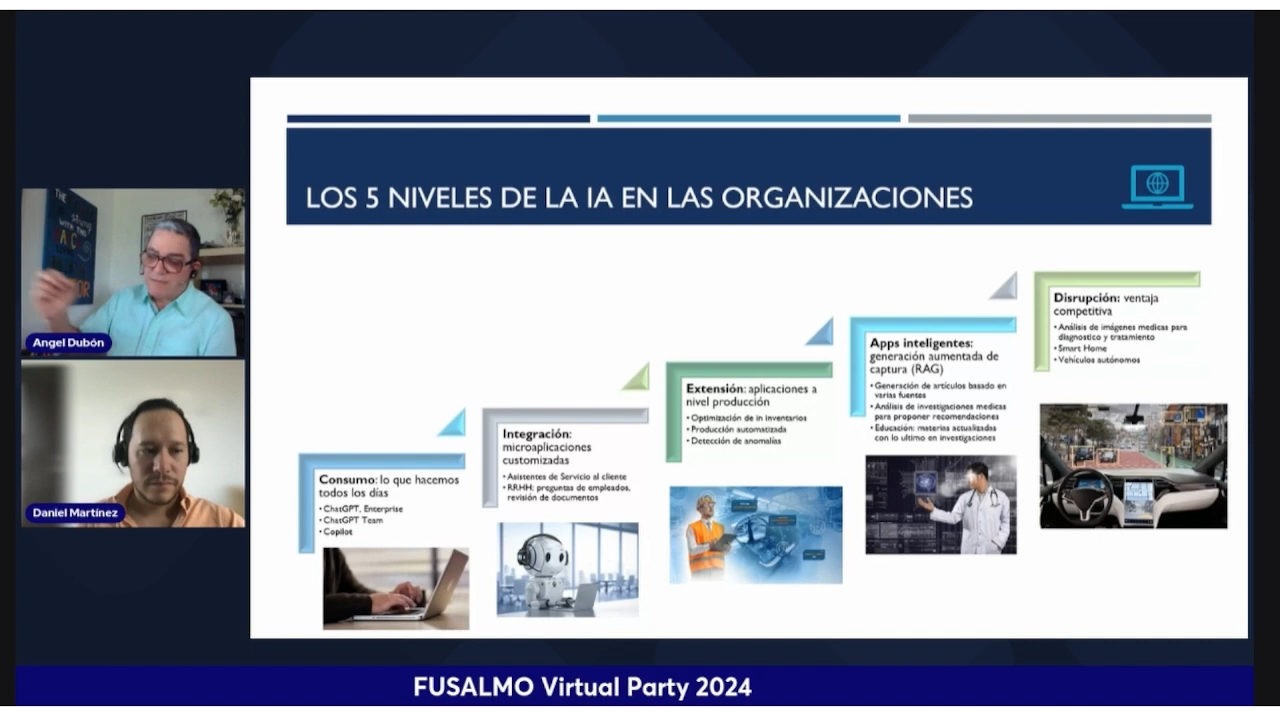 LOS 5 NIVELES DE LA IA EN LAS ORGANIZACIONES
THE
WITH THE
Angel Dubón
Daniel Martínez
Consumo: lo que hacemos
todos los días
• ChatGPT, Enterprise
• ChatGPT Team
• Copilot
Integración:
microaplicaciones
customizadas
• Asistentes de Servicio al cliente
• RRHH: preguntas de empleados,
revisión de documentos
Extensión: aplicaciones a
nivel producción
• Optimización de in inventarios
• Producción automatizada
• Detección de anomalías
Apps inteligentes:
generación aumentada de
captura (RAG)
• Generación de artículos basado en
varias fuentes
• Análisis de investigaciones medicas
para proponer recomendaciones
• Educación: materias actualizadas
con lo ultimo en investigaciones
Disrupción: ventaja
competitiva
• Análisis de imágenes medicas para
diagnostico y tratamiento
• Smart Home
• Vehículos autónomos
FUSALMO Virtual Party 2024